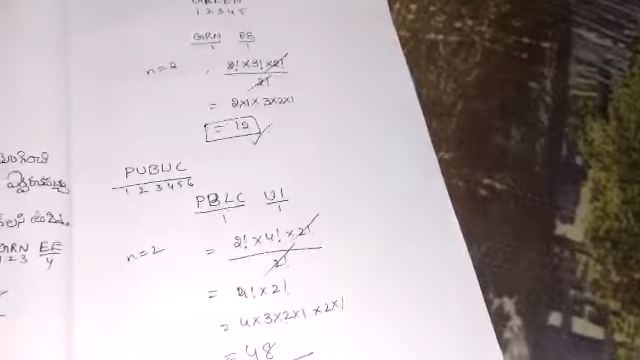 1 2 3 4 5
GRN EE
1 1
n=2 . 2! × 3! × 2!
2!
= 2×1 × 3×2×1
= 12
PUBLIC
1 2 3 4 5 6
PBLC UI
1 1
n=2 = 2! × 4! × 2!
2!
= 4! × 2!
= 4×3×2×1 × 2×1
= 48
GRN EE
1 2 3 4